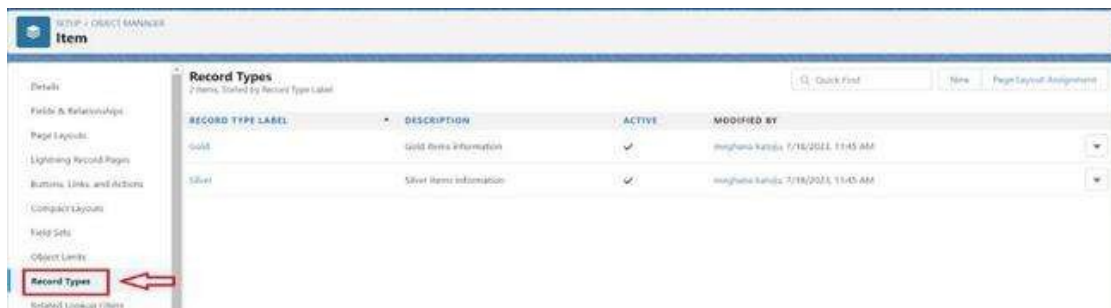 SETUP > OBJECT MANAGER
Item
Details
Fields & Relationships
Page Layouts
Lightning Record Pages
Buttons, Links, and Actions
Compact Layouts
Field Sets
Object Limits
Record Types
Related Lookup Filters
Record Types
2 Items, Sorted by Record Type Label
Quick Find
New
Page Layout Assignment
RECORD TYPE LABEL DESCRIPTION ACTIVE MODIFIED BY
Gold Gold items information 7/18/2023, 11:45 AM
Silver Silver items information 7/18/2023, 11:45 AM